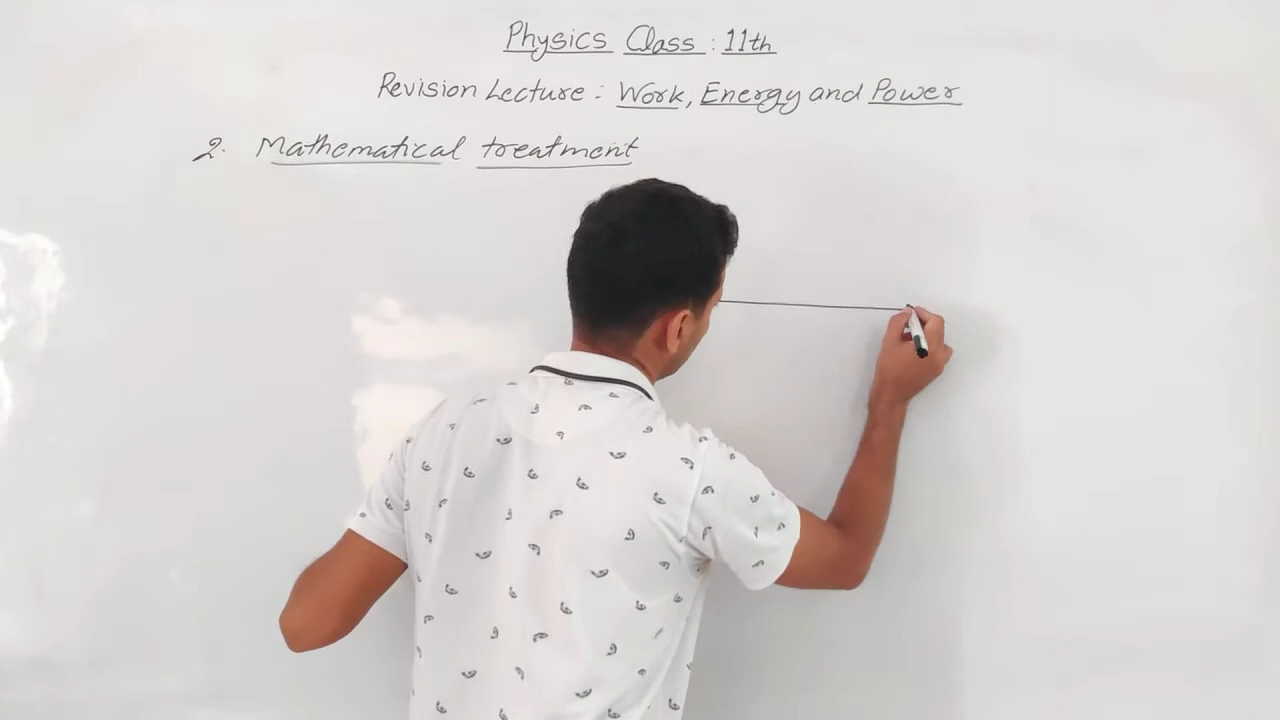 Physics Class : 11th
Revision Lecture : Work, Energy and Power
2. Mathematical treatment